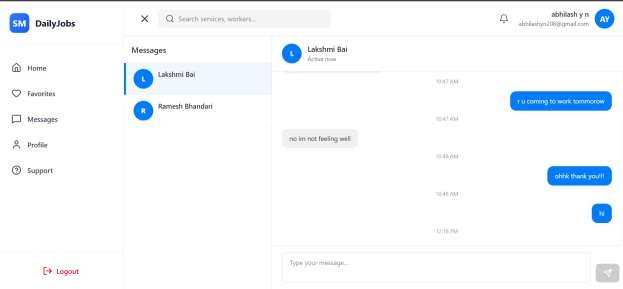 SM DailyJobs
Home
Favorites
Messages
Profile
Support
Logout
Search services, workers...
abhilash y n
abhilashyn208@gmail.com
AY
Messages
L Lakshmi Bai
R Ramesh Bhandari
L Lakshmi Bai
Active now
10:47 AM
r u coming to work tommorow
10:47 AM
no im not feeling well
10:48 AM
ohhk thank you!!!
10:48 AM
hi
12:18 PM
Type your message...